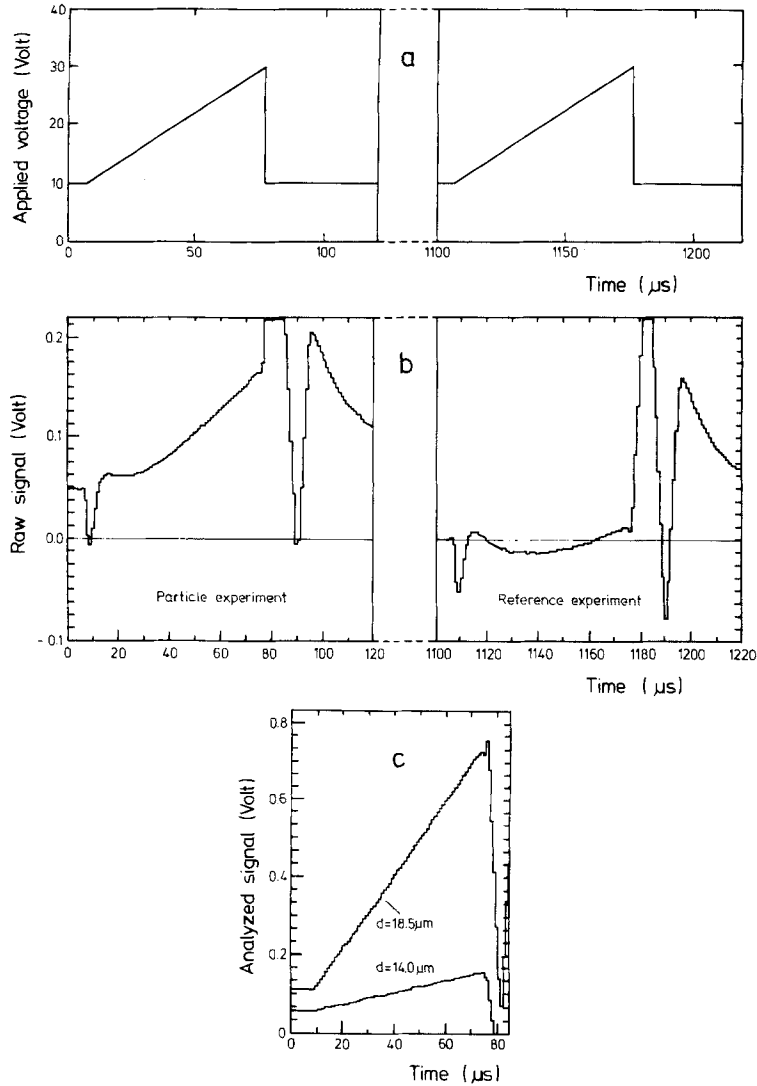 40
30
20
10
0
Applied voltage (Volt)
a
0 50 100 1100 1150 1200
Time ( µs)
0.2
0.1
0.0
-0.1
Raw signal (Volt)
b
Particle experiment
Reference experiment
0 20 40 60 80 100 120 1100 1120 1140 1160 1180 1200 1220
Time ( µs)
0.8
0.6
0.4
0.2
0
Analyzed signal (Volt)
c
d=18.5µm
d=14.0µm
0 20 40 60 80
Time ( µs)